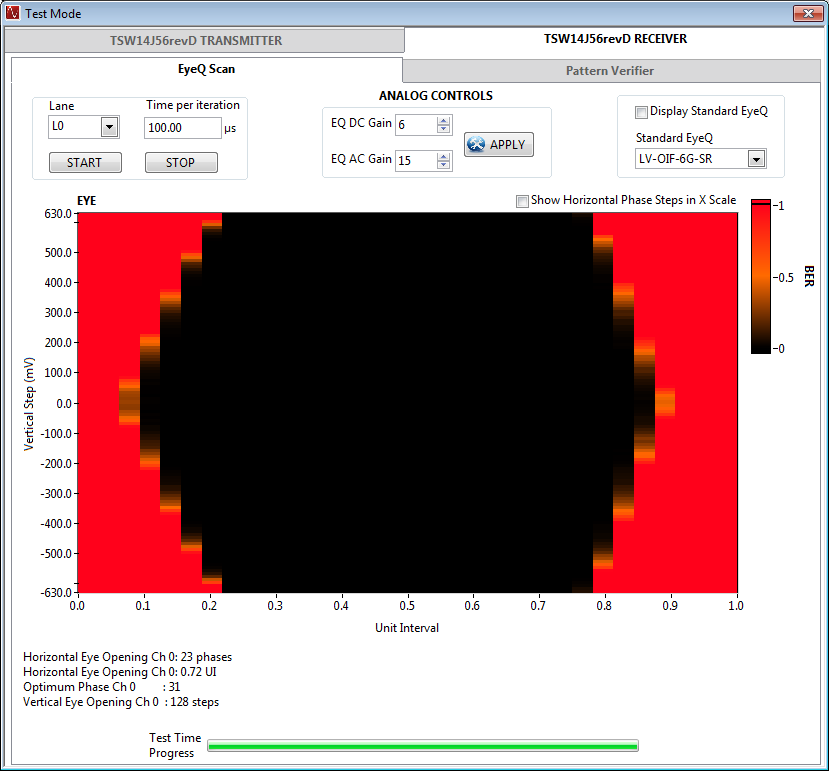 Test Mode
TSW14J56revD TRANSMITTER
TSW14J56revD RECEIVER
EyeQ Scan
Pattern Verifier
Lane
L0
Time per iteration
100.00 µs
START
STOP
ANALOG CONTROLS
EQ DC Gain 6
EQ AC Gain 15
APPLY
Display Standard EyeQ
Standard EyeQ
LV-OIF-6G-SR
EYE
Show Horizontal Phase Steps in X Scale
630.0
500.0
400.0
300.0
200.0
100.0
0.0
-100.0
-200.0
-300.0
-400.0
-500.0
-630.0
Vertical Step (mV)
0.0 0.1 0.2 0.3 0.4 0.5 0.6 0.7 0.8 0.9 1.0
Unit Interval
1
0.5
0
BER
Horizontal Eye Opening Ch 0: 23 phases
Horizontal Eye Opening Ch 0: 0.72 UI
Optimum Phase Ch 0 : 31
Vertical Eye Opening Ch 0 : 128 steps
Test Time
Progress